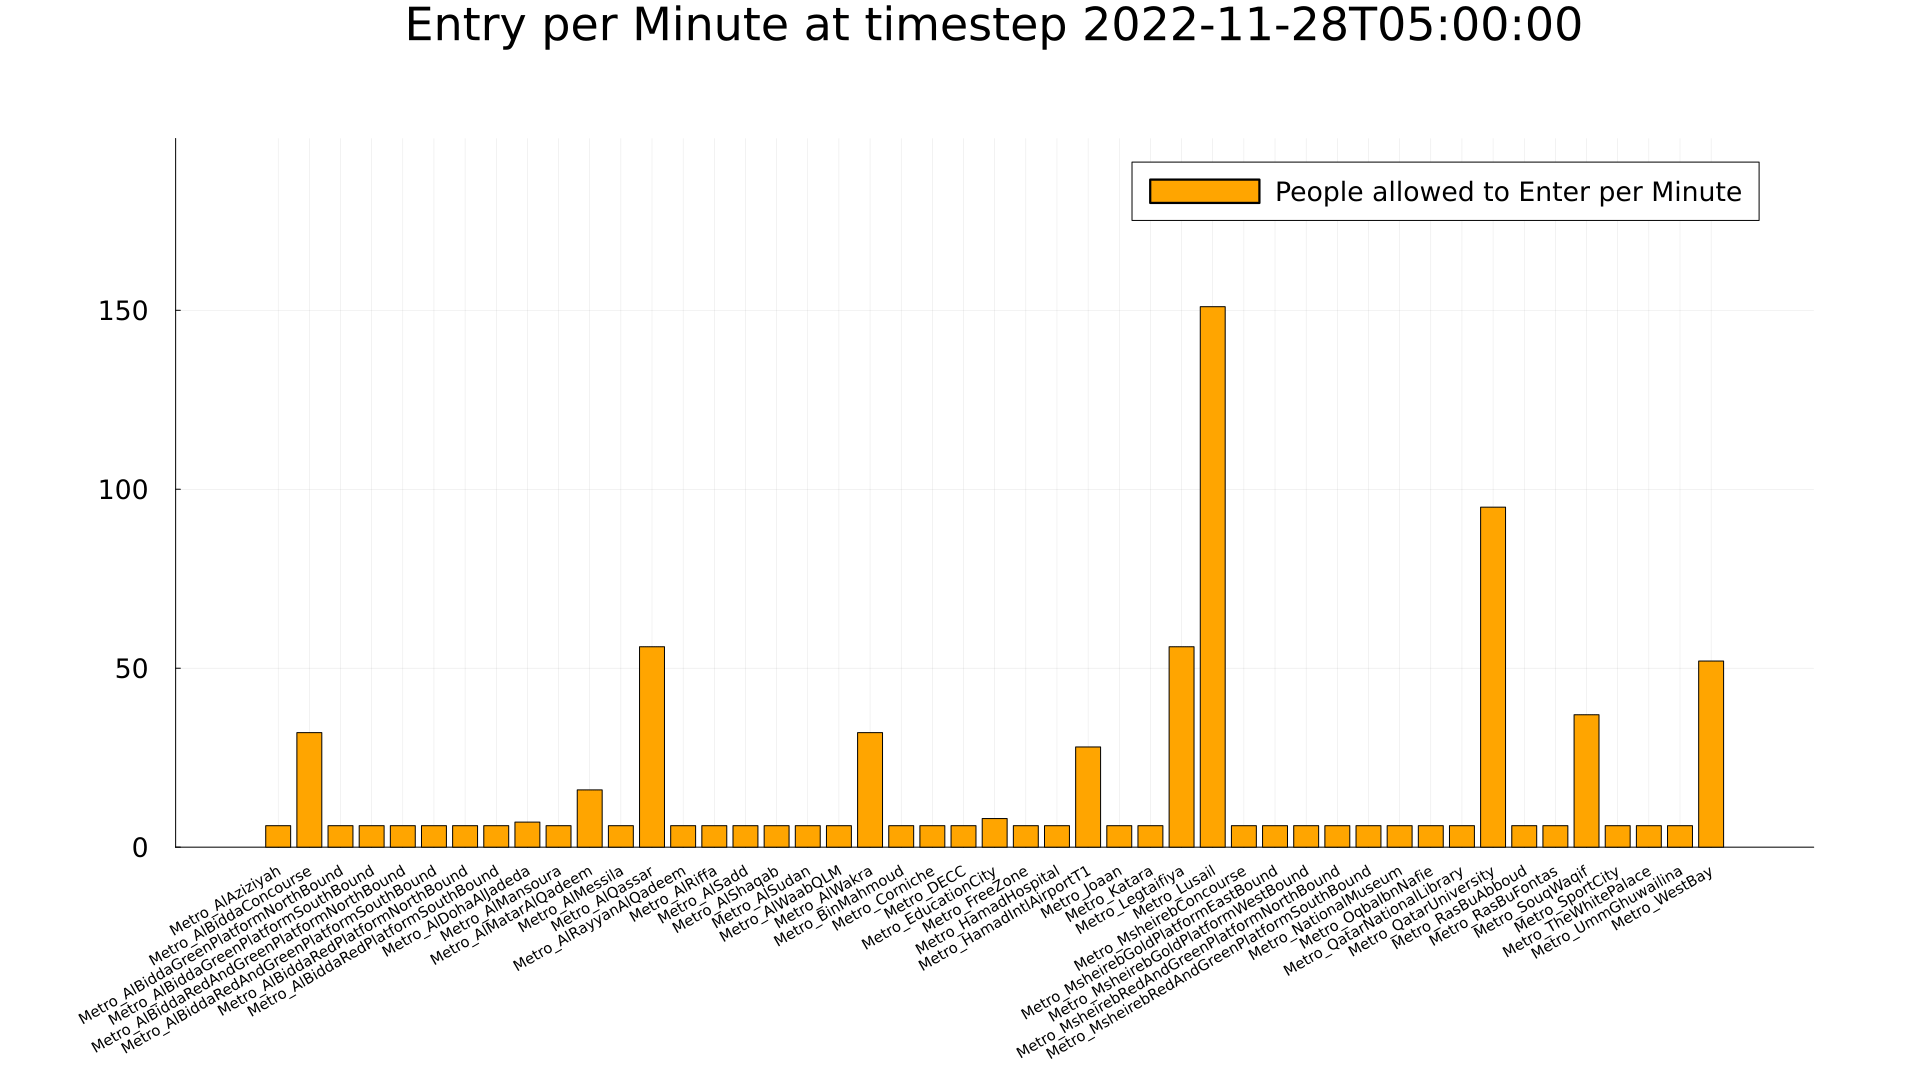 Entry per Minute at timestep 2022-11-28T05:00:00
People allowed to Enter per Minute
150
100
50
0
Metro_AlAziziyah
Metro_AlBiddaConcourse
Metro_AlBiddaGreenPlatformNorthBound
Metro_AlBiddaGreenPlatformSouthBound
Metro_AlBiddaRedAndGreenPlatformNorthBound
Metro_AlBiddaRedAndGreenPlatformSouthBound
Metro_AlBiddaRedPlatformNorthBound
Metro_AlBiddaRedPlatformSouthBound
Metro_AlDohaAlJadeda
Metro_AlMansoura
Metro_AlMatarAlQadeem
Metro_AlMessila
Metro_AlQassar
Metro_AlRayyanAlQadeem
Metro_AlRiffa
Metro_AlSadd
Metro_AlShaqab
Metro_AlSudan
Metro_AlWaabQLM
Metro_AlWakra
Metro_BinMahmoud
Metro_Corniche
Metro_DECC
Metro_EducationCity
Metro_FreeZone
Metro_HamadHospital
Metro_HamadIntlAirportT1
Metro_Joaan
Metro_Katara
Metro_Legtaifiya
Metro_Lusail
Metro_MsheirebConcourse
Metro_MsheirebGoldPlatformEastBound
Metro_MsheirebGoldPlatformWestBound
Metro_MsheirebRedAndGreenPlatformNorthBound
Metro_MsheirebRedAndGreenPlatformSouthBound
Metro_NationalMuseum
Metro_OqbaIbnNafie
Metro_QatarNationalLibrary
Metro_QatarUniversity
Metro_RasBuAbboud
Metro_RasBuFontas
Metro_SouqWaqif
Metro_SportCity
Metro_TheWhitePalace
Metro_UmmGhuwailina
Metro_WestBay